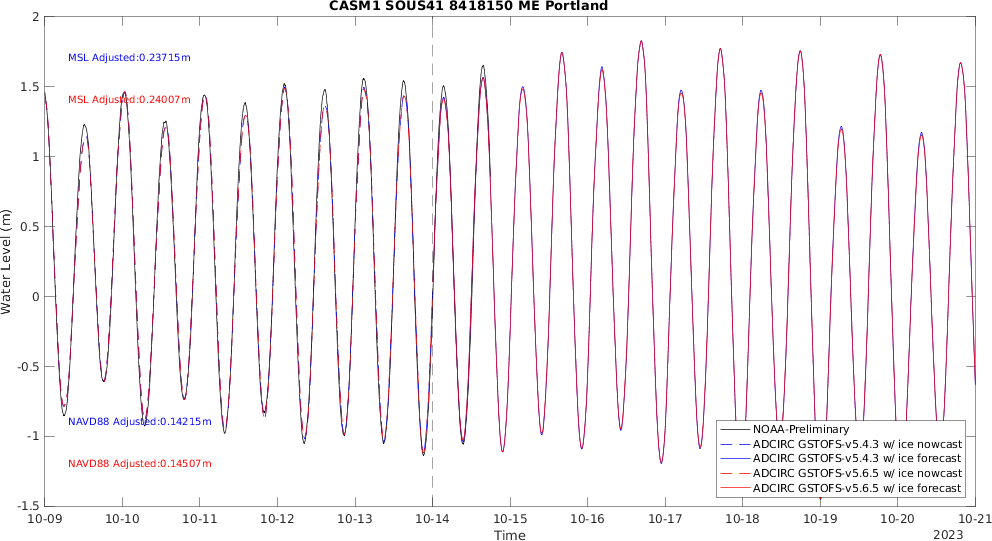 CASM1 SOUS41 8418150 ME Portland
2
1.5
1
0.5
0
-0.5
-1
-1.5
Water Level (m)
MSL Adjusted:0.23715m
MSL Adjusted:0.24007m
NAVD88 Adjusted:0.14215m
NAVD88 Adjusted:0.14507m
NOAA-Preliminary
ADCIRC GSTOFS-v5.4.3 w/ ice nowcast
ADCIRC GSTOFS-v5.4.3 w/ ice forecast
ADCIRC GSTOFS-v5.6.5 w/ ice nowcast
ADCIRC GSTOFS-v5.6.5 w/ ice forecast
10-09 10-10 10-11 10-12 10-13 10-14 10-15 10-16 10-17 10-18 10-19 10-20 10-21
Time
2023